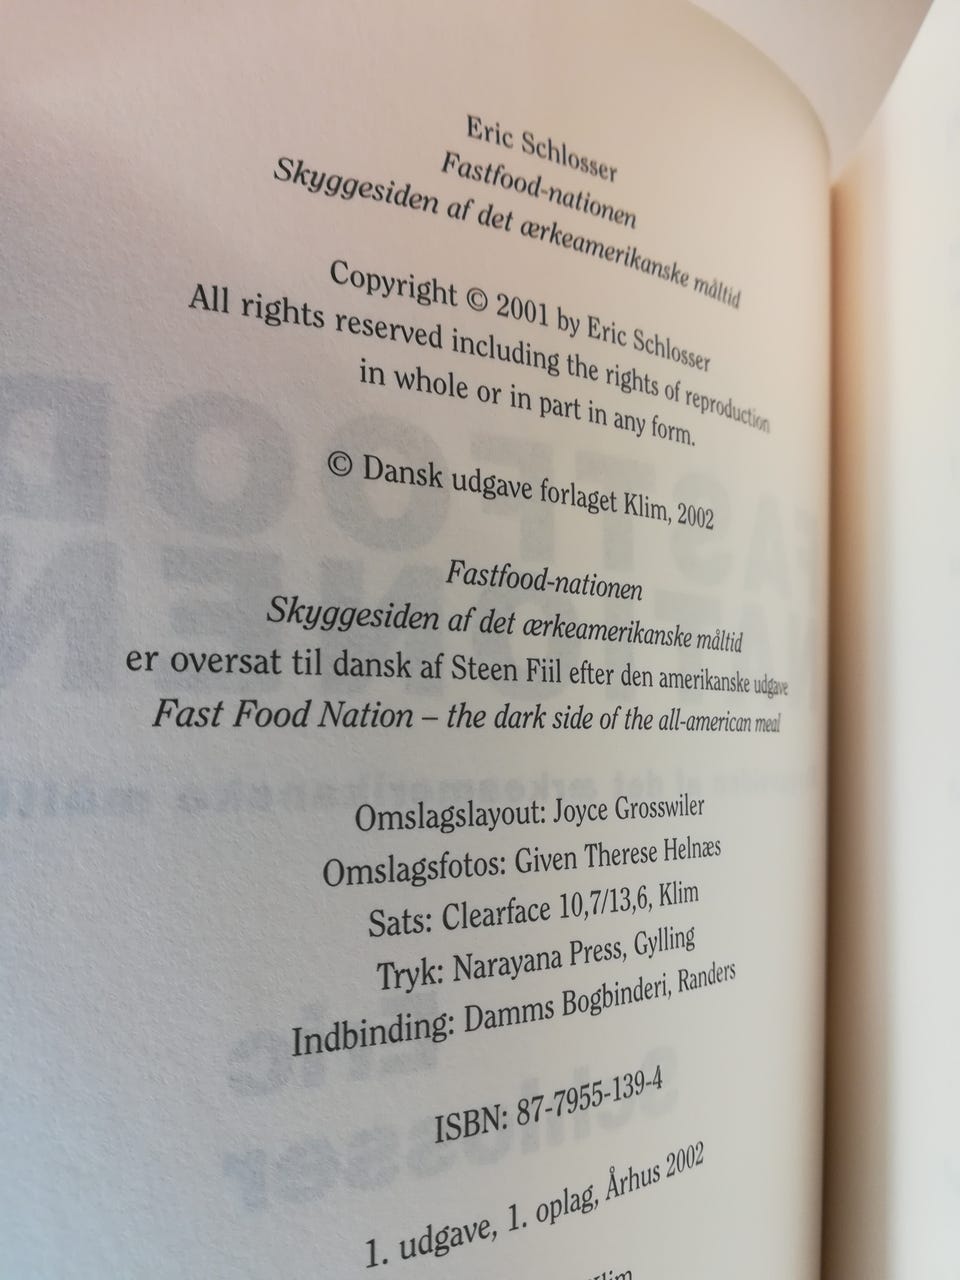 Eric Schlosser
Fastfood-nationen
Skyggesiden af det ærkeamerikanske måltid
Copyright © 2001 by Eric Schlosser
All rights reserved including the rights of reproduction
in whole or in part in any form.
© Dansk udgave forlaget Klim, 2002
Fastfood-nationen
Skyggesiden af det ærkeamerikanske måltid
er oversat til dansk af Steen Fiil efter den amerikanske udgave
Fast Food Nation – the dark side of the all-american meal
Omslagslayout: Joyce Grosswiler
Omslagsfotos: Given Therese Helnæs
Sats: Clearface 10,7/13,6, Klim
Tryk: Narayana Press, Gylling
Indbinding: Damms Bogbinderi, Randers
ISBN: 87-7955-139-4
1. udgave, 1. oplag, Århus 2002